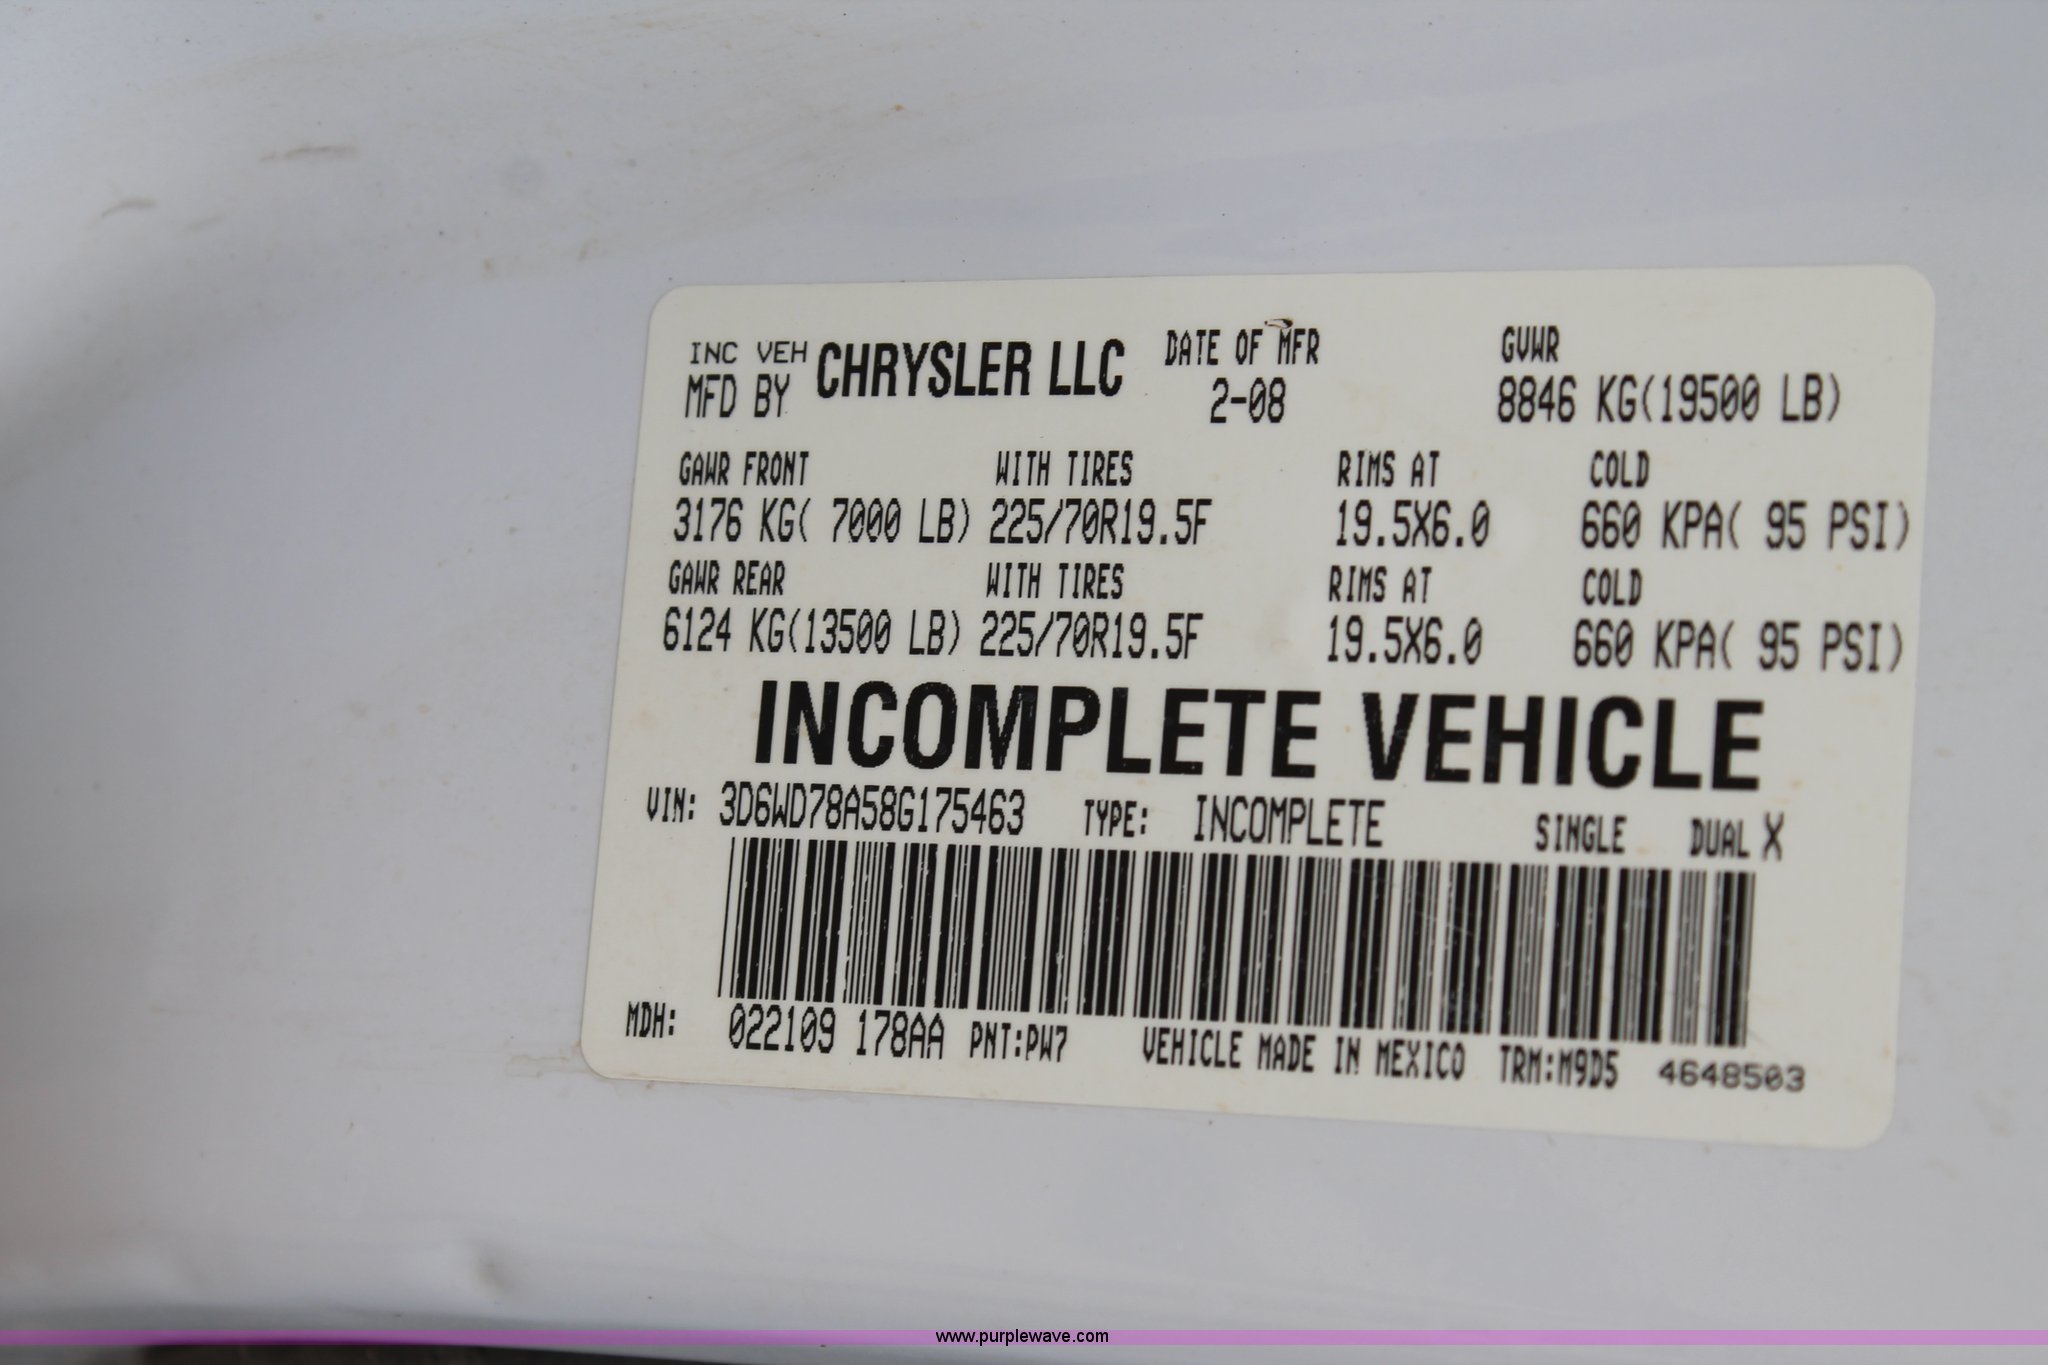 INC VEH
MFD BY CHRYSLER LLC
DATE OF MFR
2-08
GVWR
8846 KG(19500 LB)
GAWR FRONT WITH TIRES RIMS AT COLD
3176 KG( 7000 LB) 225/70R19.5F 19.5X6.0 660 KPA( 95 PSI)
GAWR REAR WITH TIRES RIMS AT COLD
6124 KG(13500 LB) 225/70R19.5F 19.5X6.0 660 KPA( 95 PSI)
INCOMPLETE VEHICLE
VIN: 3D6WD78A58G175463 TYPE: INCOMPLETE SINGLE DUAL X
MDH: 022109 178AA PNT:PW7 VEHICLE MADE IN MEXICO TRM:M9D5 4648503
www.purplewave.com